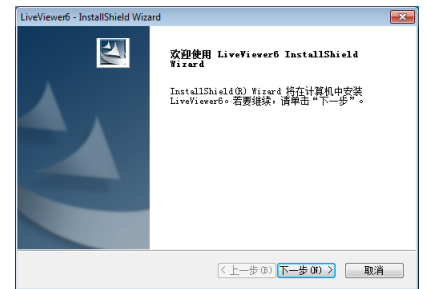 LiveViewer6 - InstallShield Wizard
欢迎使用 LiveViewer6 InstallShield
Wizard
InstallShield(R) Wizard 将在计算机中安装
LiveViewer6。若要继续，请单击“下一步”。
< 上一步(B) 下一步(N) > 取消